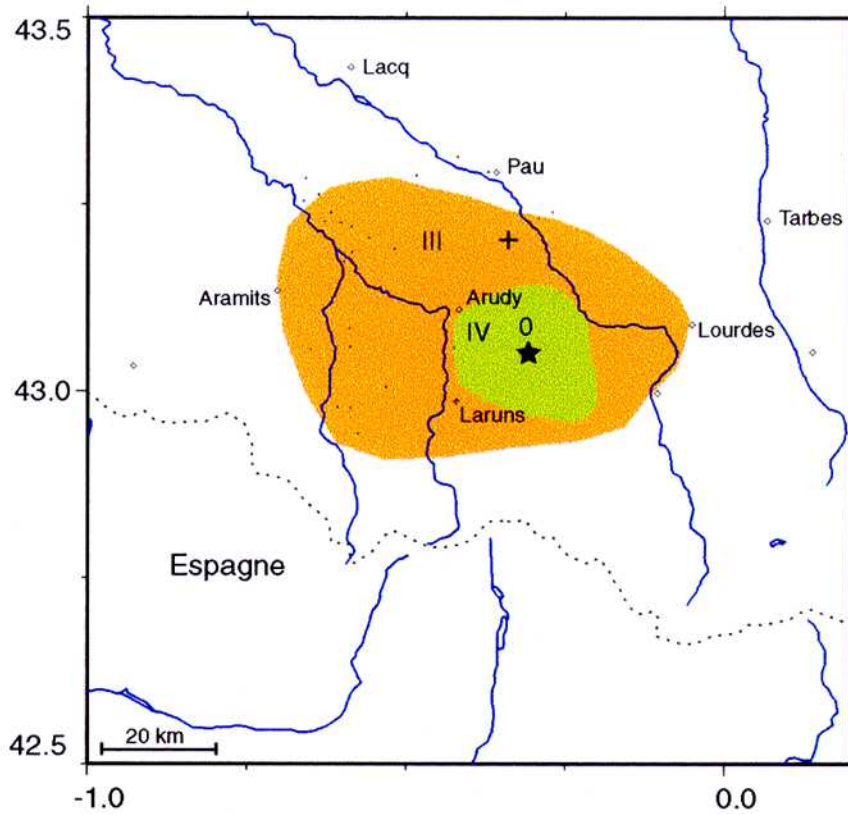 43.5
Lacq
Pau
Tarbes
III
Aramits
Arudy
IV
0
Lourdes
43.0
Laruns
Espagne
42.5
20 km
-1.0
0.0